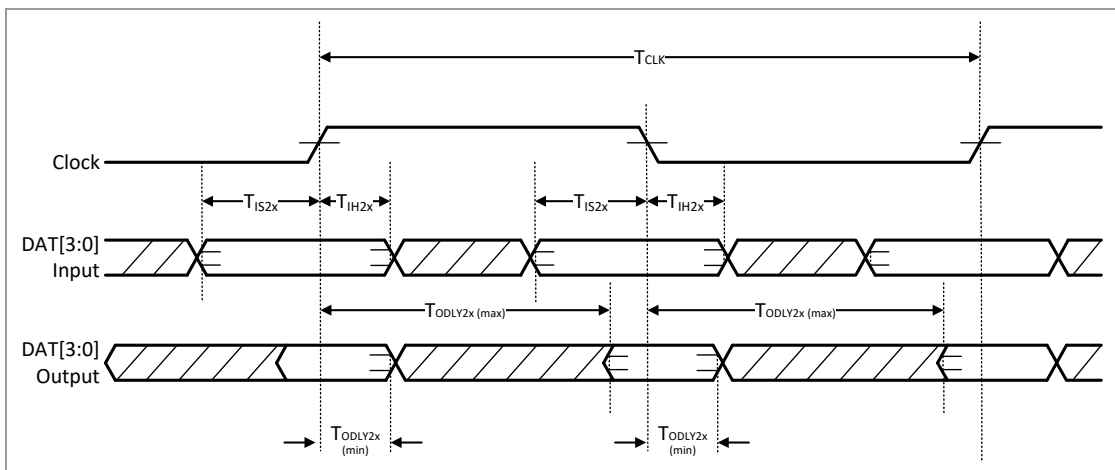 TCLK
Clock
TIS2x TIH2x TIS2x TIH2x
DAT[3:0]
Input
TODLY2x (max) TODLY2x (max)
DAT[3:0]
Output
TODLY2x
(min)
TODLY2x
(min)